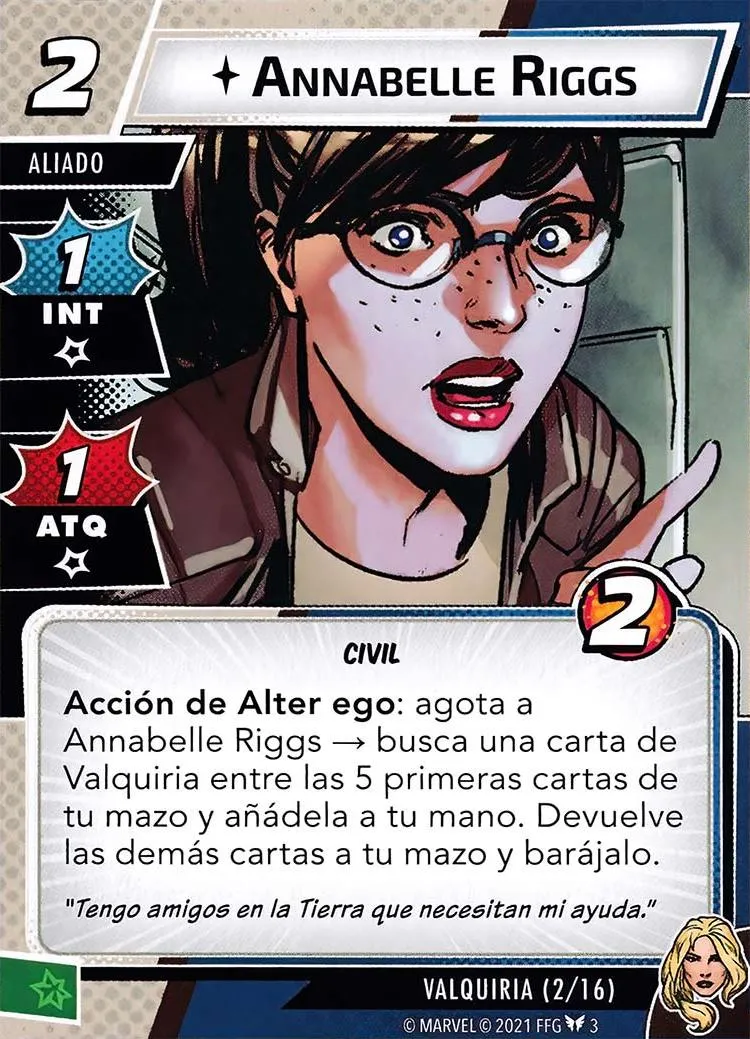 2
ANNABELLE RIGGS
ALIADO
1
INT
1
ATQ
2
CIVIL
Acción de Alter ego: agota a
Annabelle Riggs → busca una carta de
Valquiria entre las 5 primeras cartas de
tu mazo y añádela a tu mano. Devuelve
las demás cartas a tu mazo y barájalo.
"Tengo amigos en la Tierra que necesitan mi ayuda."
VALQUIRIA (2/16)
© MARVEL © 2021 FFG 3